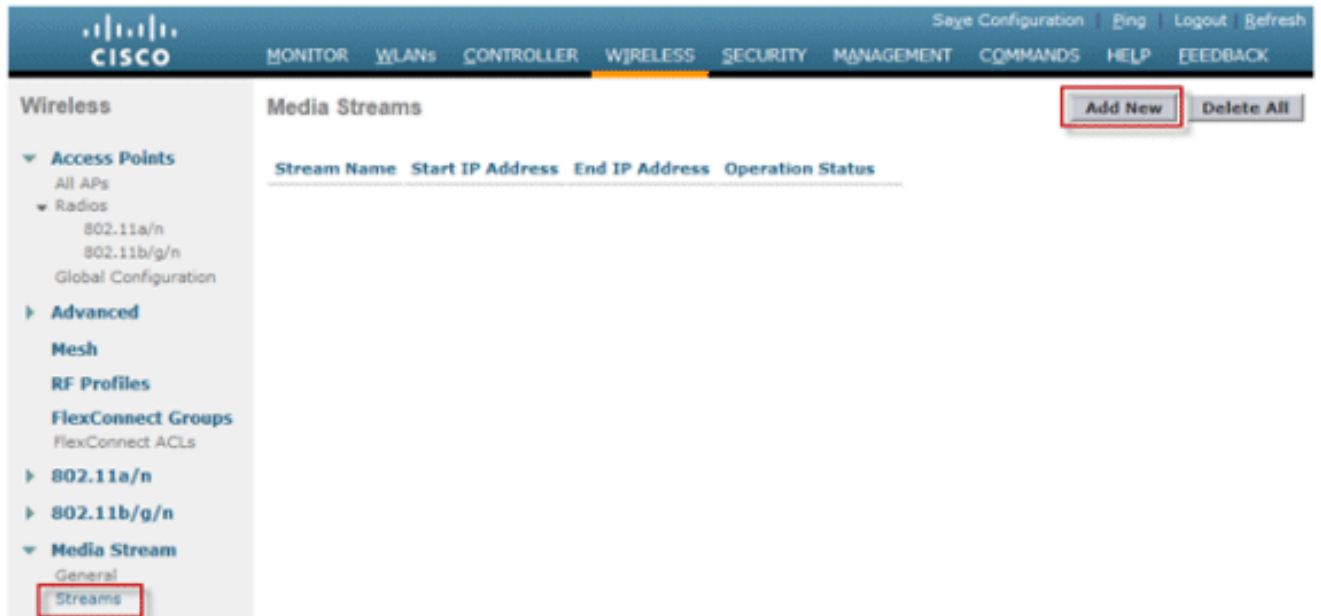 Save Configuration | Ping | Logout | Refresh
CISCO
MONITOR WLANs CONTROLLER WIRELESS SECURITY MANAGEMENT COMMANDS HELP FEEDBACK
Wireless
Media Streams
Add New
Delete All
Access Points
All APs
Radios
802.11a/n
802.11b/g/n
Global Configuration
Advanced
Mesh
RF Profiles
FlexConnect Groups
FlexConnect ACLs
802.11a/n
802.11b/g/n
Media Stream
General
Streams
Stream Name Start IP Address End IP Address Operation Status